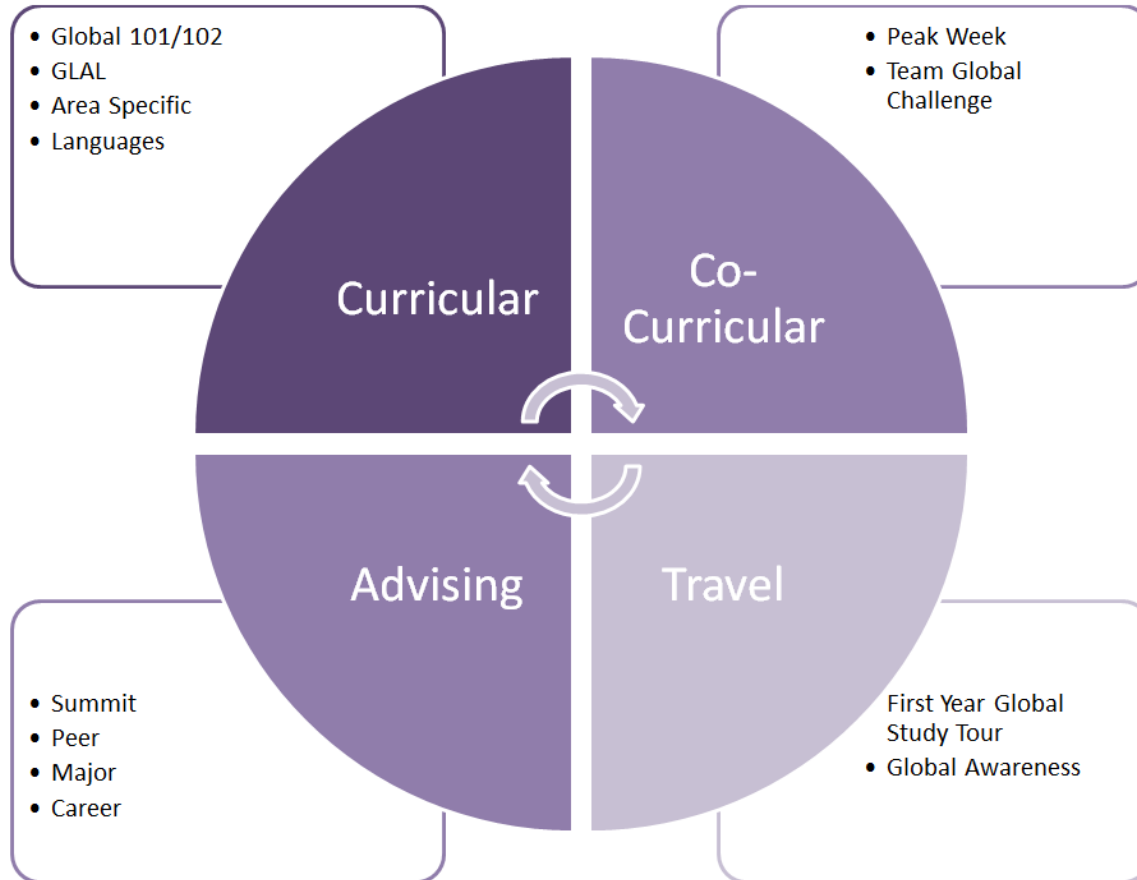 • Global 101/102
• GLAL
• Area Specific
• Languages
• Peak Week
• Team Global
Challenge
Curricular
Co-
Curricular
Advising
Travel
• Summit
• Peer
• Major
• Career
First Year Global
Study Tour
• Global Awareness